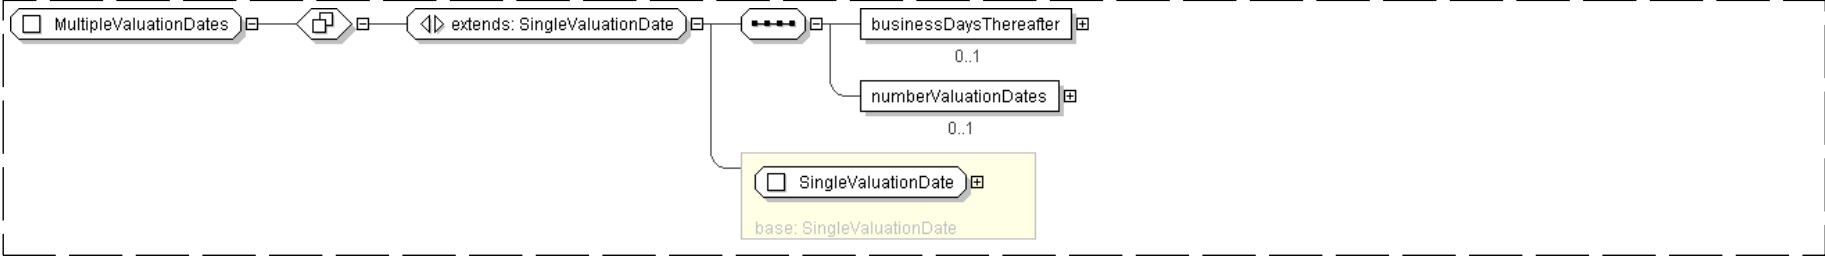 MultipleValuationDates
extends: SingleValuationDate
businessDaysThereafter
0..1
numberValuationDates
0..1
SingleValuationDate
base: SingleValuationDate